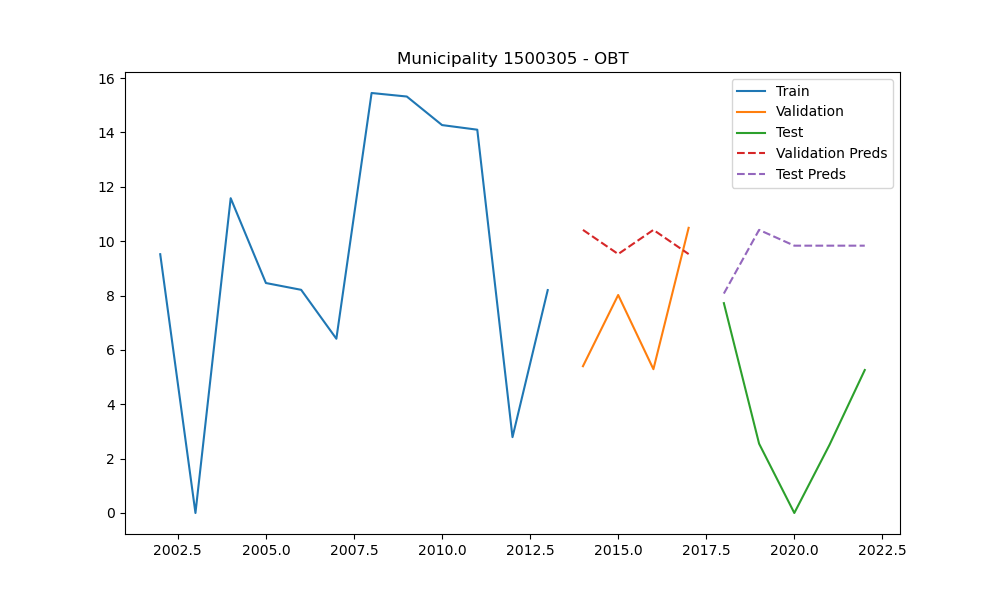 Municipality 1500305 - OBT
16
14
12
10
8
6
4
2
0
Train
Validation
Test
Validation Preds
Test Preds
2002.5 2005.0 2007.5 2010.0 2012.5 2015.0 2017.5 2020.0 2022.5